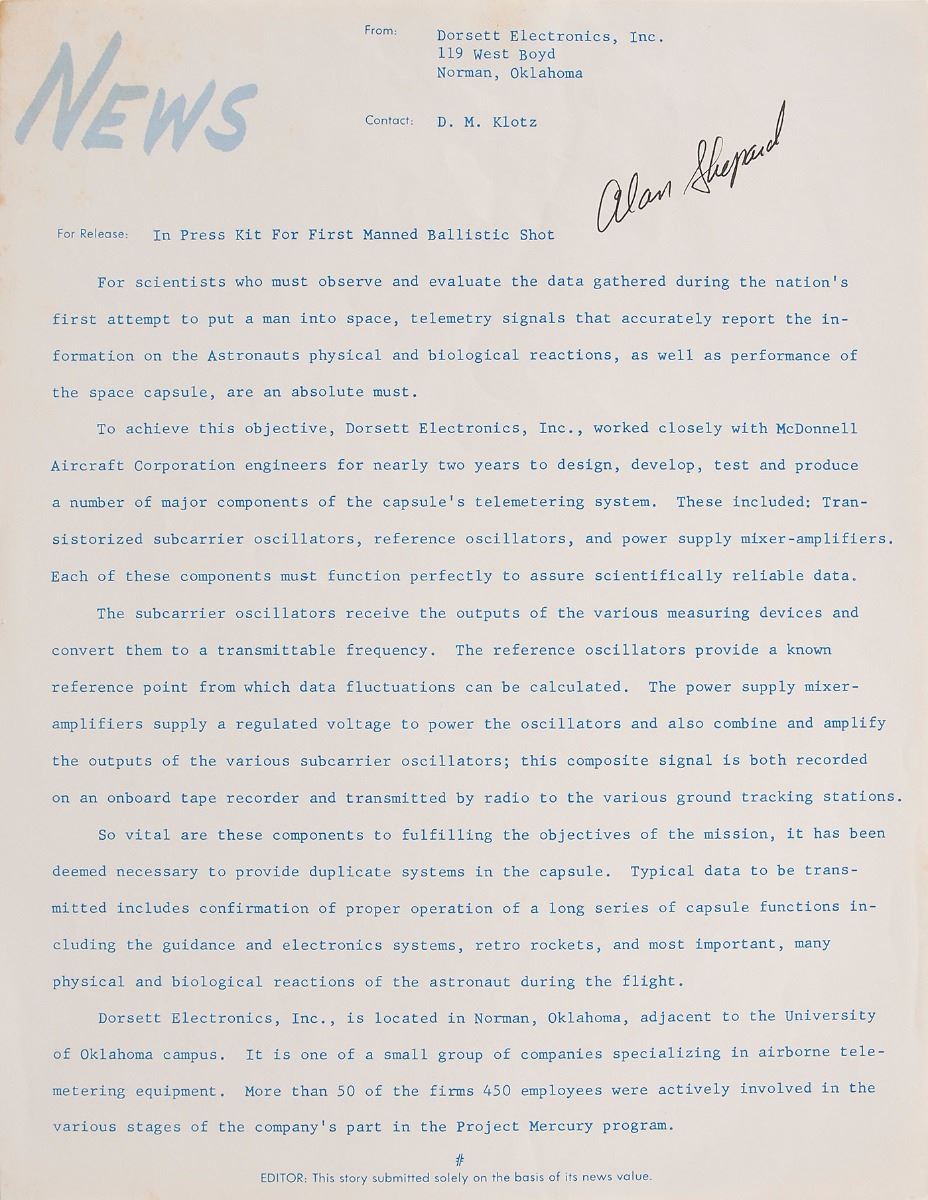 NEWS
From: Dorsett Electronics, Inc.
119 West Boyd
Norman, Oklahoma
Contact: D. M. Klotz
Alan Shepard
For Release: In Press Kit For First Manned Ballistic Shot
For scientists who must observe and evaluate the data gathered during the nation's
first attempt to put a man into space, telemetry signals that accurately report the in-
formation on the Astronauts physical and biological reactions, as well as performance of
the space capsule, are an absolute must.
To achieve this objective, Dorsett Electronics, Inc., worked closely with McDonnell
Aircraft Corporation engineers for nearly two years to design, develop, test and produce
a number of major components of the capsule's telemetering system. These included: Tran-
sistorized subcarrier oscillators, reference oscillators, and power supply mixer-amplifiers.
Each of these components must function perfectly to assure scientifically reliable data.
The subcarrier oscillators receive the outputs of the various measuring devices and
convert them to a transmittable frequency. The reference oscillators provide a known
reference point from which data fluctuations can be calculated. The power supply mixer-
amplifiers supply a regulated voltage to power the oscillators and also combine and amplify
the outputs of the various subcarrier oscillators; this composite signal is both recorded
on an onboard tape recorder and transmitted by radio to the various ground tracking stations.
So vital are these components to fulfilling the objectives of the mission, it has been
deemed necessary to provide duplicate systems in the capsule. Typical data to be trans-
mitted includes confirmation of proper operation of a long series of capsule functions in-
cluding the guidance and electronics systems, retro rockets, and most important, many
physical and biological reactions of the astronaut during the flight.
Dorsett Electronics, Inc., is located in Norman, Oklahoma, adjacent to the University
of Oklahoma campus. It is one of a small group of companies specializing in airborne tele-
metering equipment. More than 50 of the firms 450 employees were actively involved in the
various stages of the company's part in the Project Mercury program.
#
EDITOR: This story submitted solely on the basis of its news value.